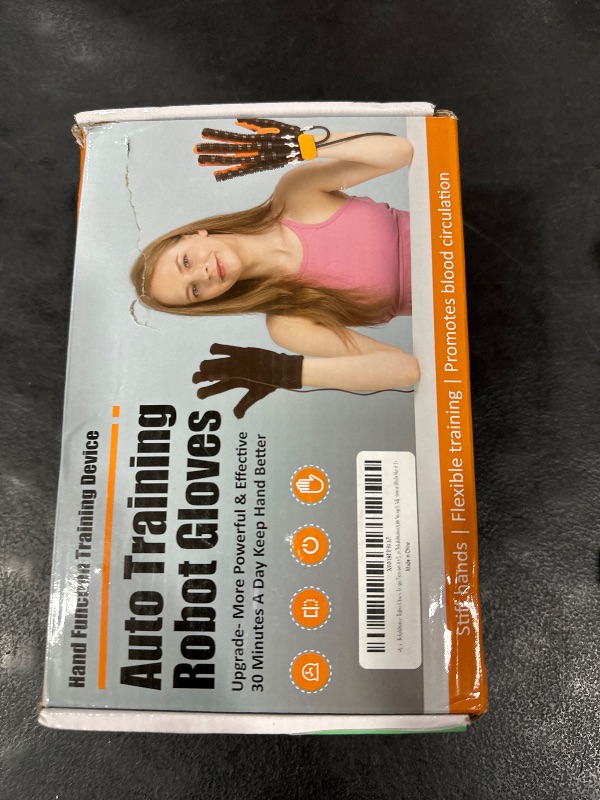 Hand Function Training Device
Auto Training
Robot Gloves
Upgrade- More Powerful & Effective
30 Minutes A Day Keep Hand Better
Made in China
Stiff hands | Flexible training | Promotes blood circulation